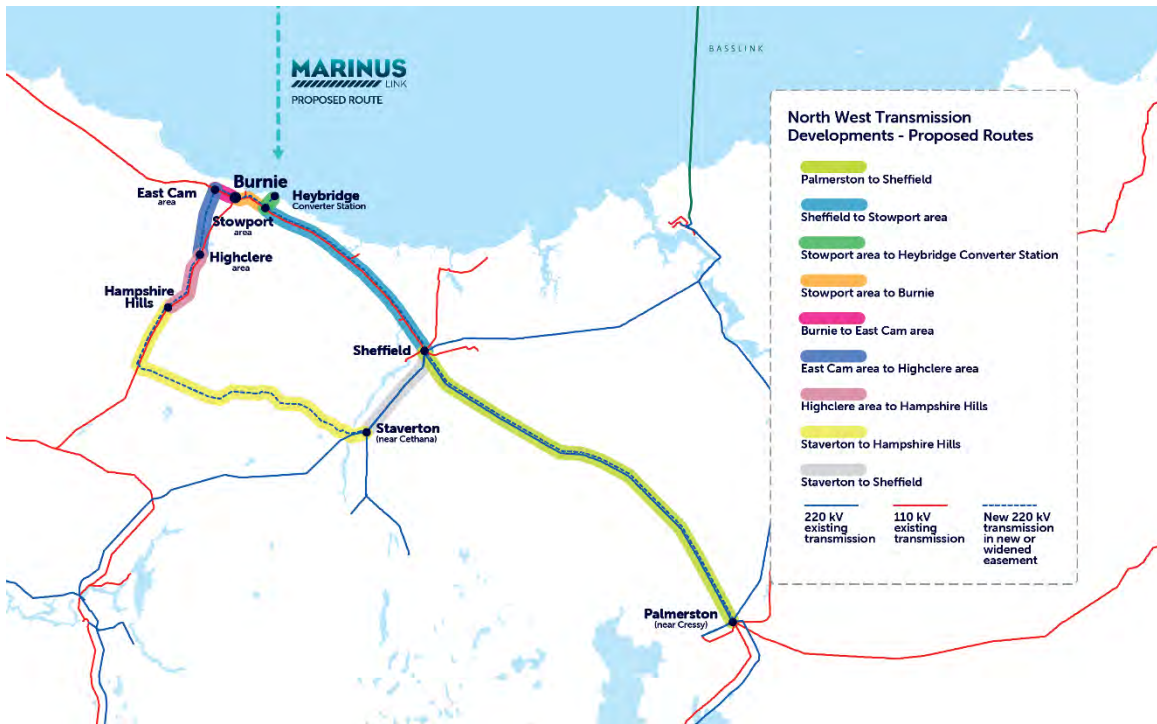 BASSLINK
MARINUS
LINK
PROPOSED ROUTE
North West Transmission
Developments - Proposed Routes
Palmerston to Sheffield
Sheffield to Stowport area
Stowport area to Heybridge Converter Station
Stowport area to Burnie
Burnie to East Cam area
East Cam area to Highclere area
Highclere area to Hampshire Hills
Staverton to Hampshire Hills
Staverton to Sheffield
220 kV
existing
transmission
110 kV
existing
transmission
New 220 kV
transmission
in new or
widened
easement
Burnie
East Cam
area
Heybridge
Converter Station
Stowport
area
Highclere
area
Hampshire
Hills
Sheffield
Staverton
(near Cethana)
Palmerston
(near Cressy)